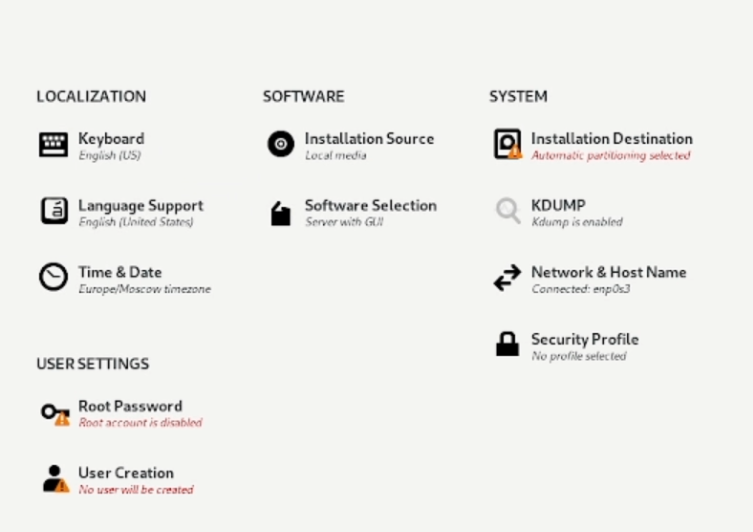 LOCALIZATION
Keyboard
English (US)
Language Support
English (United States)
Time & Date
Europe/Moscow timezone
USER SETTINGS
Root Password
Root account is disabled
User Creation
No user will be created
SOFTWARE
Installation Source
Local media
Software Selection
Server with GUI
SYSTEM
Installation Destination
Automatic partitioning selected
KDUMP
Kdump is enabled
Network & Host Name
Connected: enp0s3
Security Profile
No profile selected